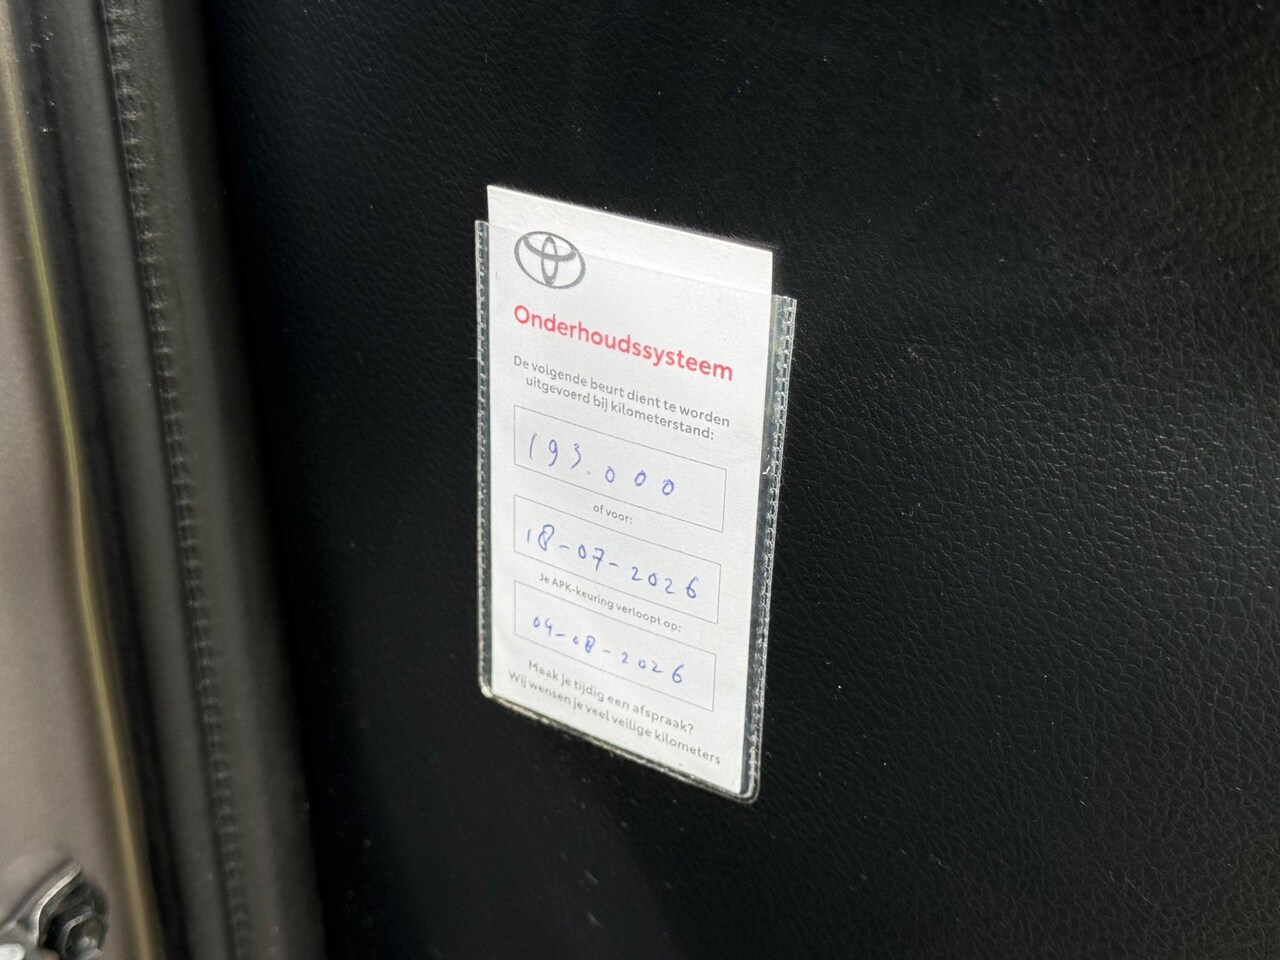 Onderhoudssysteem
De volgende beurt dient te worden
uitgevoerd bij kilometerstand:
193.000
of voor:
18-07-2026
Je APK-keuring verloopt op:
04-08-2026
Maak je tijdig een afspraak?
Wij wensen je veel veilige kilometers